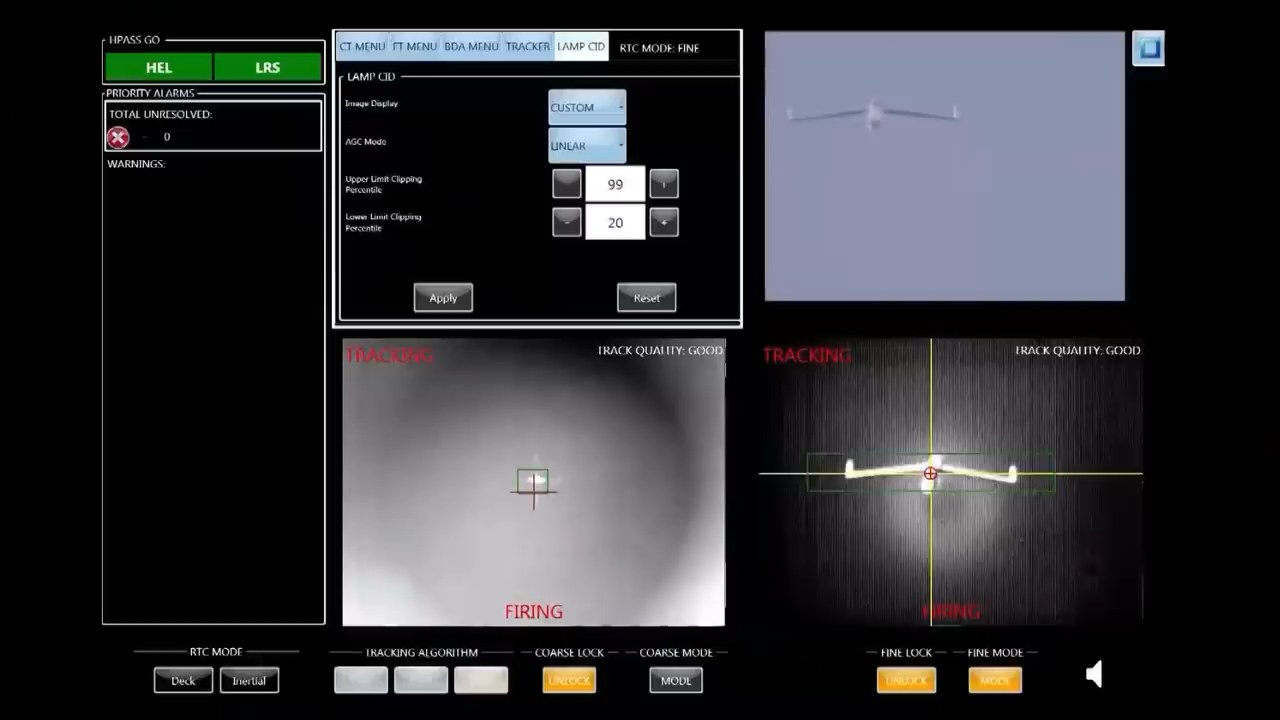 HPASS GO
HEL
LRS
PRIORITY ALARMS
TOTAL UNRESOLVED:
- 0
WARNINGS:
CT MENU
FT MENU
BDA MENU
TRACKER
LAMP CID
RTC MODE: FINE
LAMP CID
Image Display
CUSTOM
AGC Mode
LINEAR
Upper Limit Clipping
Percentile
99
Lower Limit Clipping
Percentile
-
20
+
Apply
Reset
TRACKING
TRACK QUALITY: GOOD
FIRING
TRACKING
TRACK QUALITY: GOOD
FIRING
RTC MODE
Deck
Inertial
TRACKING ALGORITHM
COARSE LOCK
UNLOCK
COARSE MODE
MODE
FINE LOCK
UNLOCK
FINE MODE
MODE